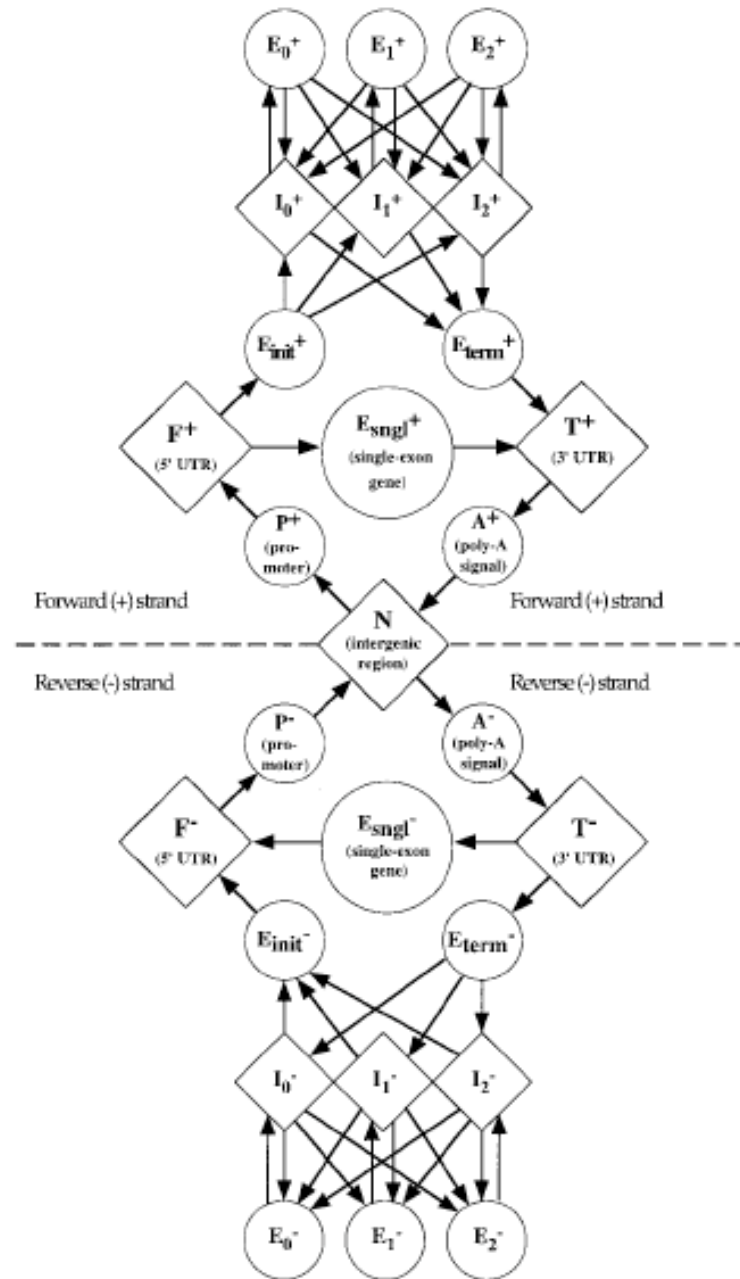 E0+ E1+ E2+
I0+ I1+ I2+
Einit+ Eterm+
F+
(5' UTR)
Esngl+
(single-exon
gene)
T+
(3' UTR)
P+
(pro-
moter)
A+
(poly-A
signal)
Forward (+) strand
Forward (+) strand
N
(intergenic
region)
Reverse (-) strand
Reverse (-) strand
P-
(pro-
moter)
A-
(poly-A
signal)
F-
(5' UTR)
Esngl-
(single-exon
gene)
T-
(3' UTR)
Einit- Eterm-
I0- I1- I2-
E0- E1- E2-